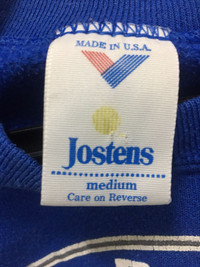 MADE IN U.S.A.
Jostens
medium
Care on Reverse